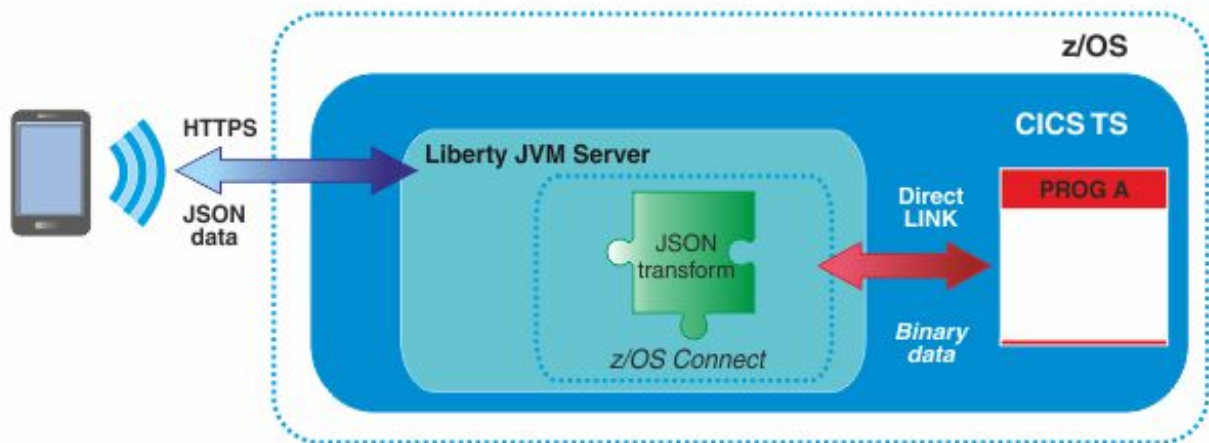 z/OS
CICS TS
HTTPS
JSON
data
Liberty JVM Server
JSON
transform
z/OS Connect
Direct
LINK
Binary
data
PROG A